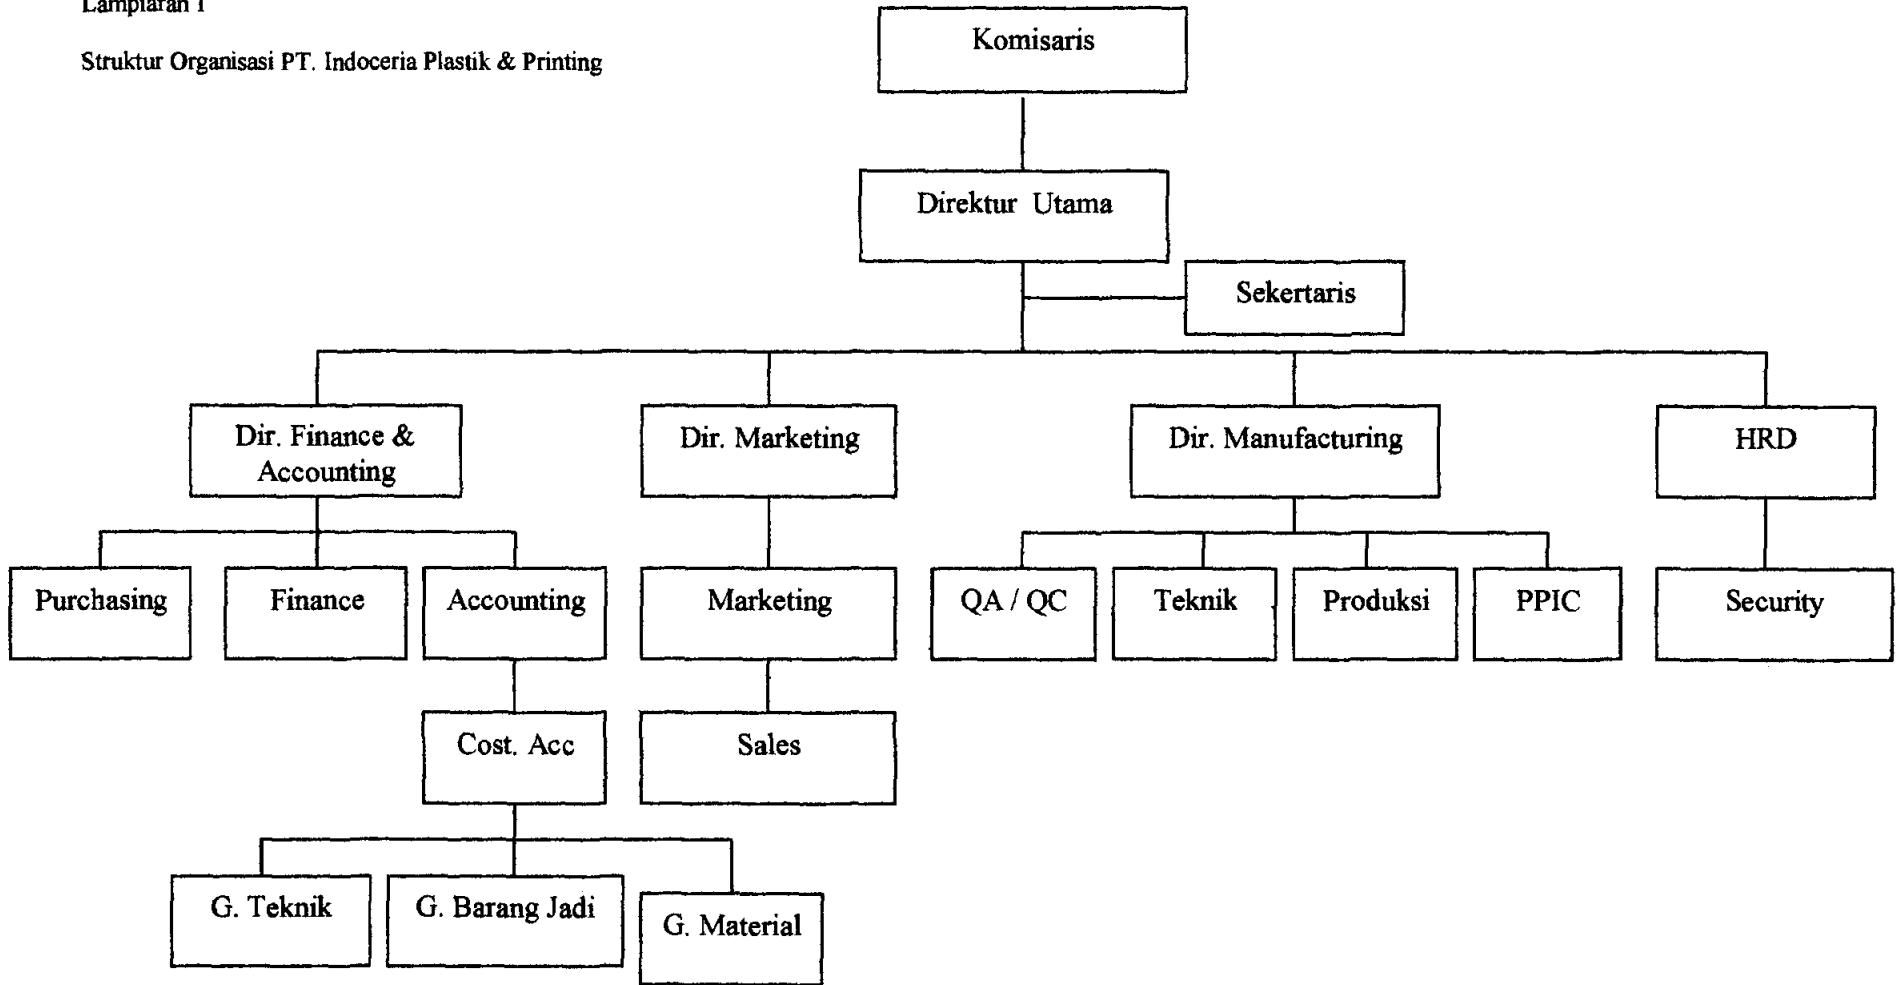 Lampiaran 1
Struktur Organisasi PT. Indoceria Plastik & Printing
Komisaris
Direktur Utama
Sekertaris
Dir. Finance &
Accounting
Dir. Marketing
Dir. Manufacturing
HRD
Purchasing
Finance
Accounting
Marketing
QA / QC
Teknik
Produksi
PPIC
Security
Cost. Acc
Sales
G. Teknik
G. Barang Jadi
G. Material